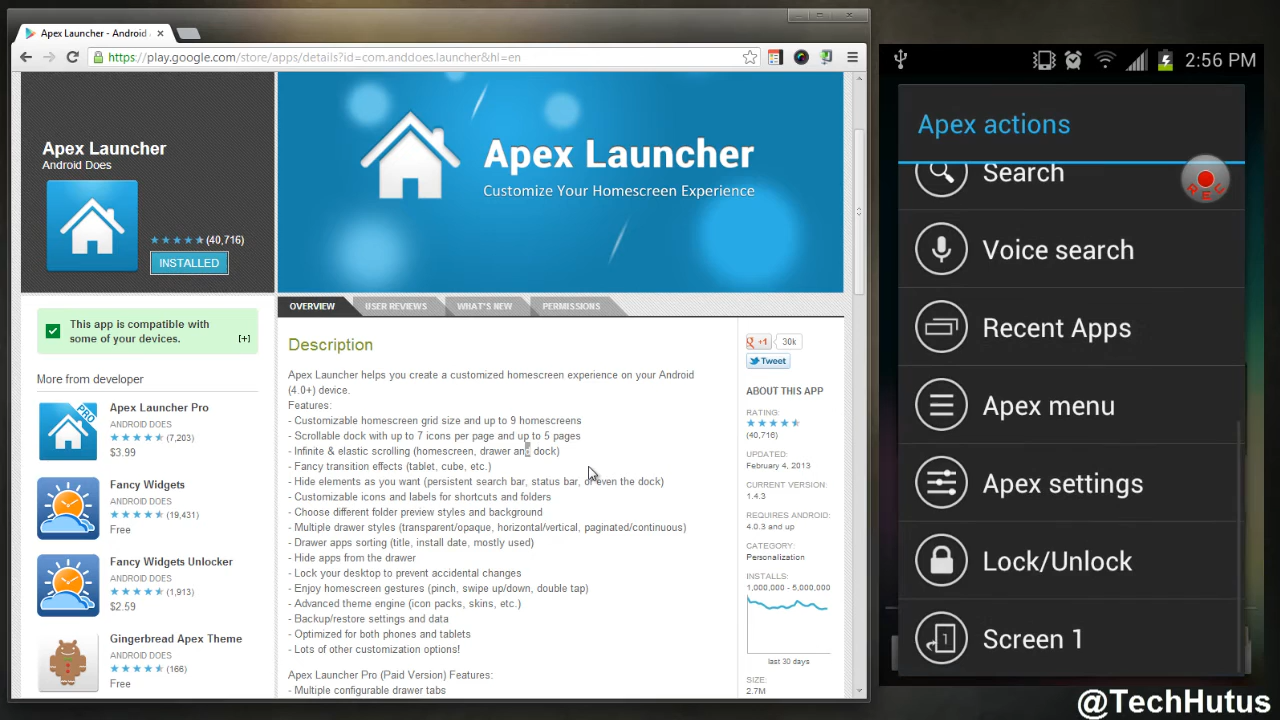 Apex Launcher - Android
https://play.google.com/store/apps/details?id=com.anddoes.launcher&hl=en
Apex Launcher
Android Does
(40,716)
INSTALLED
Apex Launcher
Customize Your Homescreen Experience
This app is compatible with
some of your devices.
[+]
More from developer
PRO
Apex Launcher Pro
ANDROID DOES
(7,203)
$3.99
Fancy Widgets
ANDROID DOES
(19,431)
Free
Fancy Widgets Unlocker
ANDROID DOES
(1,913)
$2.59
Gingerbread Apex Theme
ANDROID DOES
(166)
Free
OVERVIEW
USER REVIEWS
WHAT'S NEW
PERMISSIONS
Description
Apex Launcher helps you create a customized homescreen experience on your Android
(4.0+) device.
Features:
- Customizable homescreen grid size and up to 9 homescreens
- Scrollable dock with up to 7 icons per page and up to 5 pages
- Infinite & elastic scrolling (homescreen, drawer and dock)
- Fancy transition effects (tablet, cube, etc.)
- Hide elements as you want (persistent search bar, status bar, or even the dock)
- Customizable icons and labels for shortcuts and folders
- Choose different folder preview styles and background
- Multiple drawer styles (transparent/opaque, horizontal/vertical, paginated/continuous)
- Drawer apps sorting (title, install date, mostly used)
- Hide apps from the drawer
- Lock your desktop to prevent accidental changes
- Enjoy homescreen gestures (pinch, swipe up/down, double tap)
- Advanced theme engine (icon packs, skins, etc.)
- Backup/restore settings and data
- Optimized for both phones and tablets
- Lots of other customization options!
Apex Launcher Pro (Paid Version) Features:
- Multiple configurable drawer tabs
+1
30k
Tweet
ABOUT THIS APP
RATING:
(40,716)
UPDATED:
February 4, 2013
CURRENT VERSION:
1.4.3
REQUIRES ANDROID:
4.0.3 and up
CATEGORY:
Personalization
INSTALLS:
1,000,000 - 5,000,000
last 30 days
SIZE:
2.7M
2:56 PM
Apex actions
Search
REC
Voice search
Recent Apps
Apex menu
Apex settings
Lock/Unlock
1
Screen 1
@TechHutus